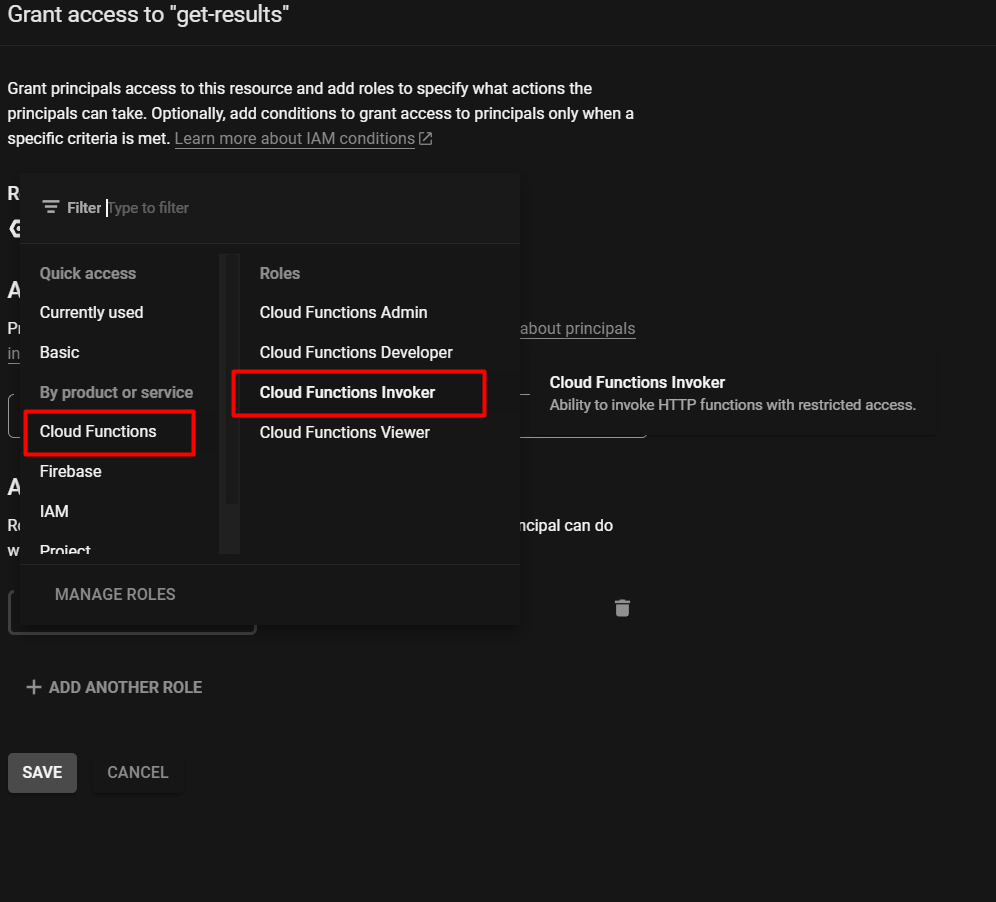 Grant access to "get-results"
Grant principals access to this resource and add roles to specify what actions the
principals can take. Optionally, add conditions to grant access to principals only when a
specific criteria is met. Learn more about IAM conditions
R
Filter Type to filter
Quick access
Roles
Currently used
Cloud Functions Admin
Basic
Cloud Functions Developer
By product or service
Cloud Functions Invoker
Cloud Functions
Cloud Functions Viewer
Firebase
IAM
Project
MANAGE ROLES
A
Pr
about principals
in
Cloud Functions Invoker
Ability to invoke HTTP functions with restricted access.
A
ncipal can do
w
ADD ANOTHER ROLE
SAVE
CANCEL